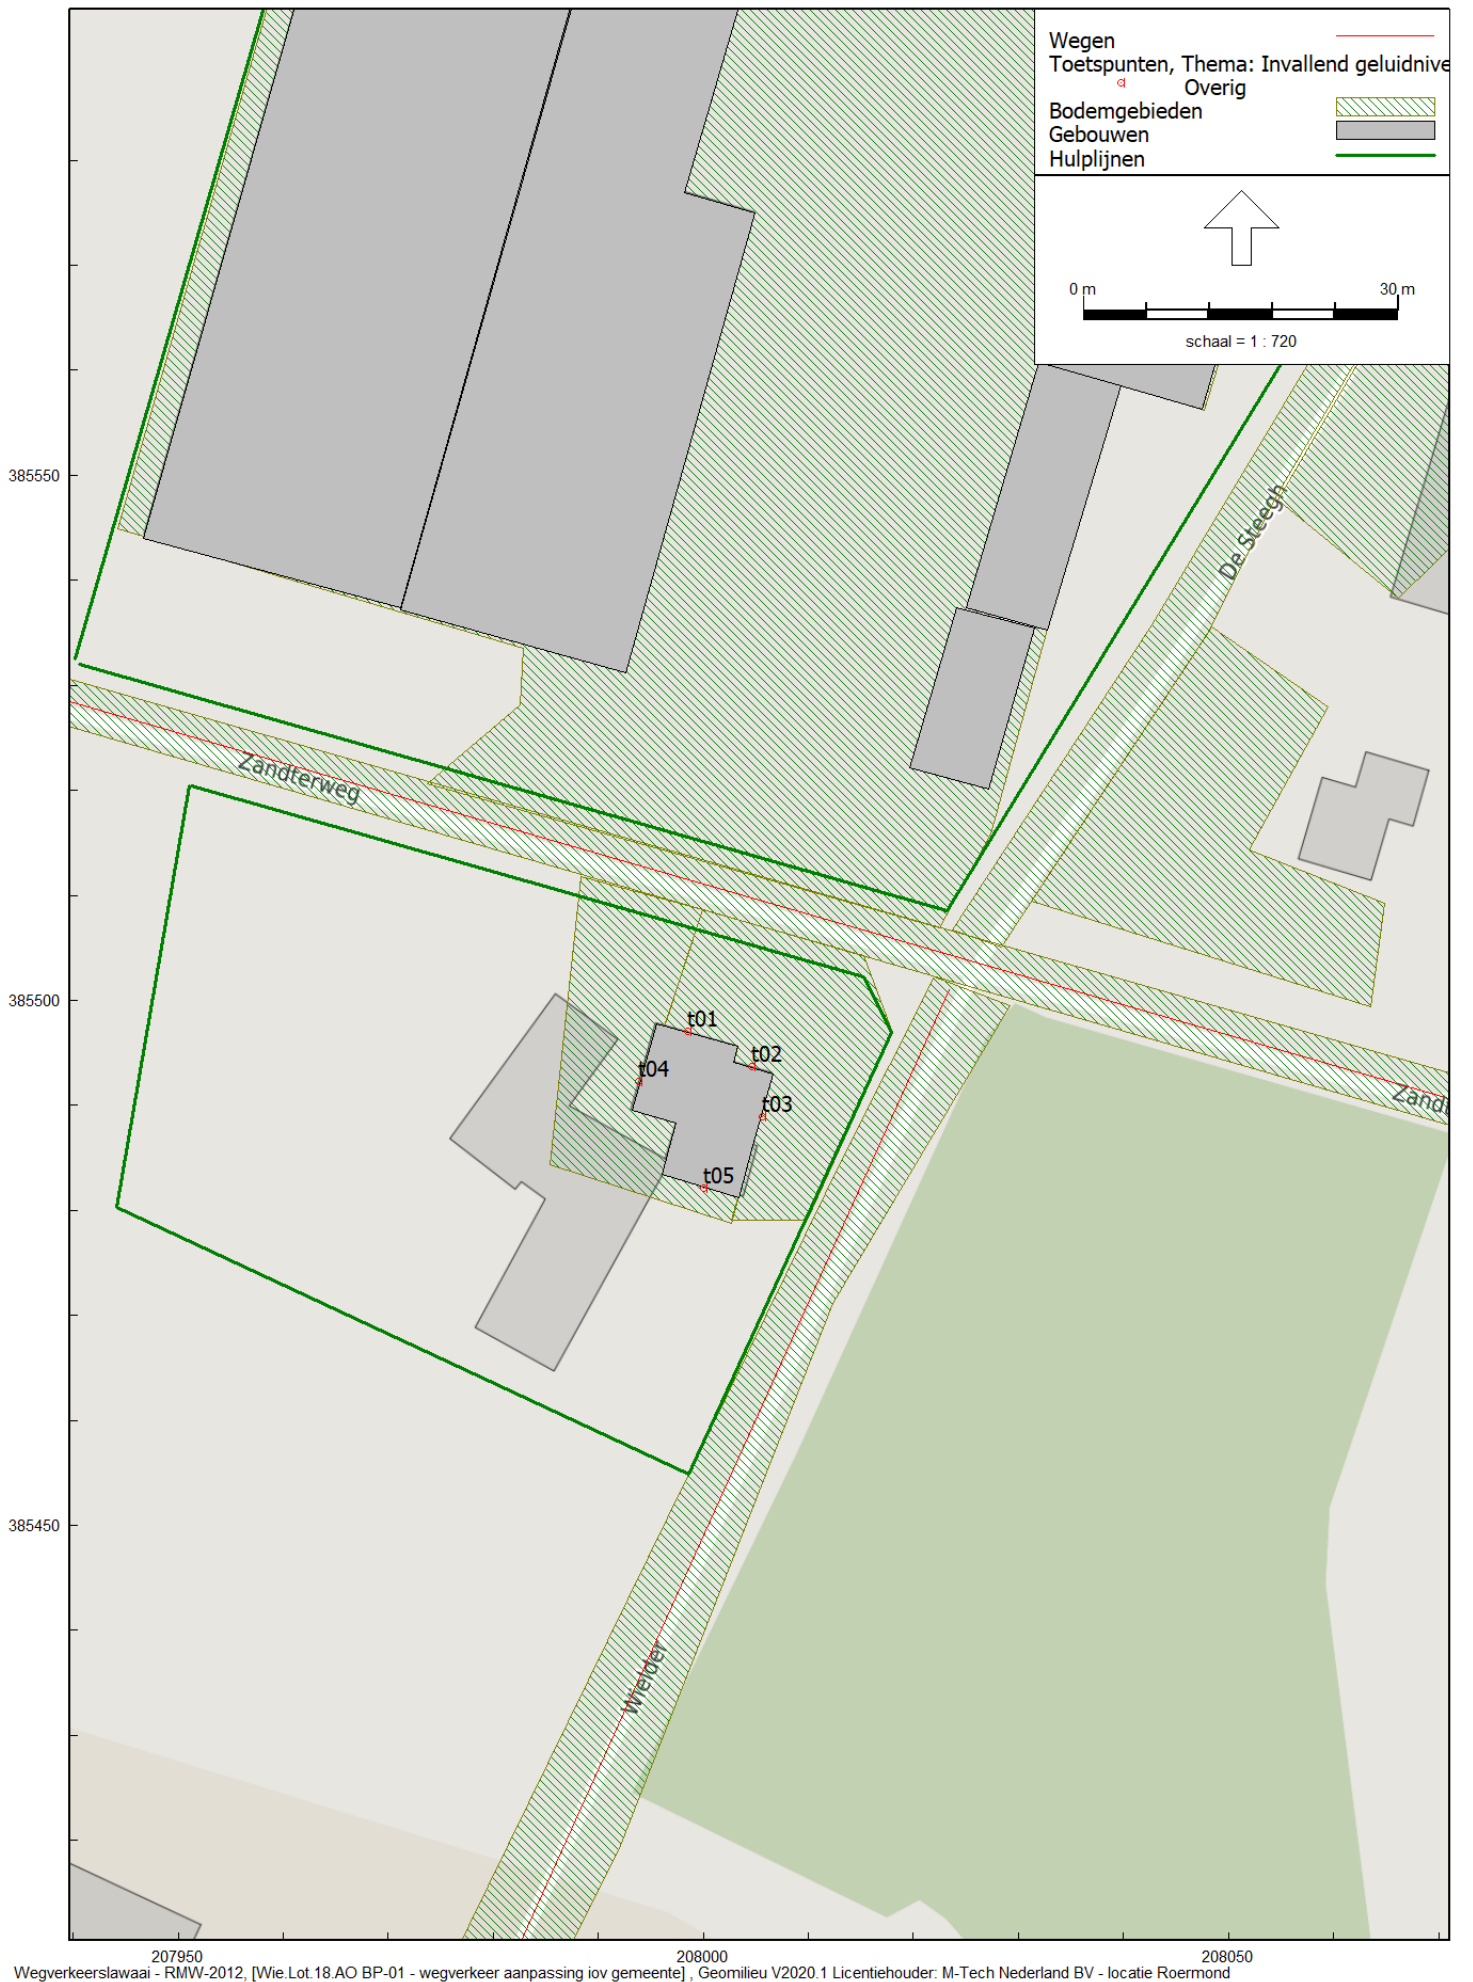 Wegen
Toetspunten, Thema: Invallend geluidnive
Overig
Bodemgebieden
Gebouwen
Hulplijnen
0 m 30 m
schaal = 1 : 720
385550
De Steegh
Zandterweg
385500
t01
t02
t04
t03
Zandt
t05
385450
Wielder
207950 208000 208050
Wegverkeerslawaai - RMW-2012, [Wie.Lot.18.AO BP-01 - wegverkeer aanpassing iov gemeente] , Geomilieu V2020.1 Licentiehouder: M-Tech Nederland BV - locatie Roermond